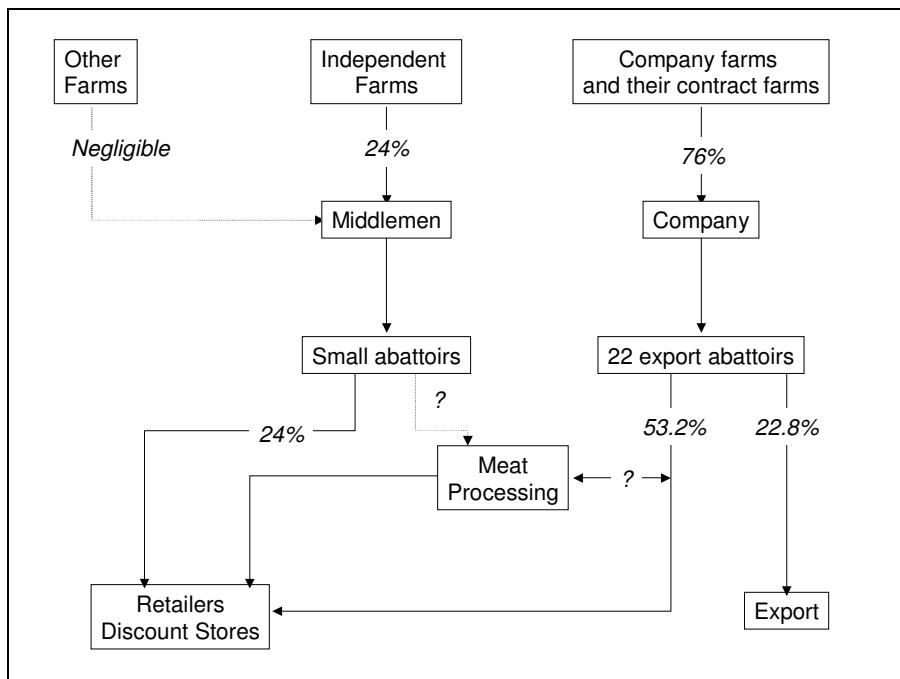 Other
Farms
Independent
Farms
Company farms
and their contract farms
Negligible
24%
76%
Middlemen
Company
Small abattoirs
22 export abattoirs
?
24%
53.2%
22.8%
Meat
Processing
?
Retailers
Discount Stores
Export